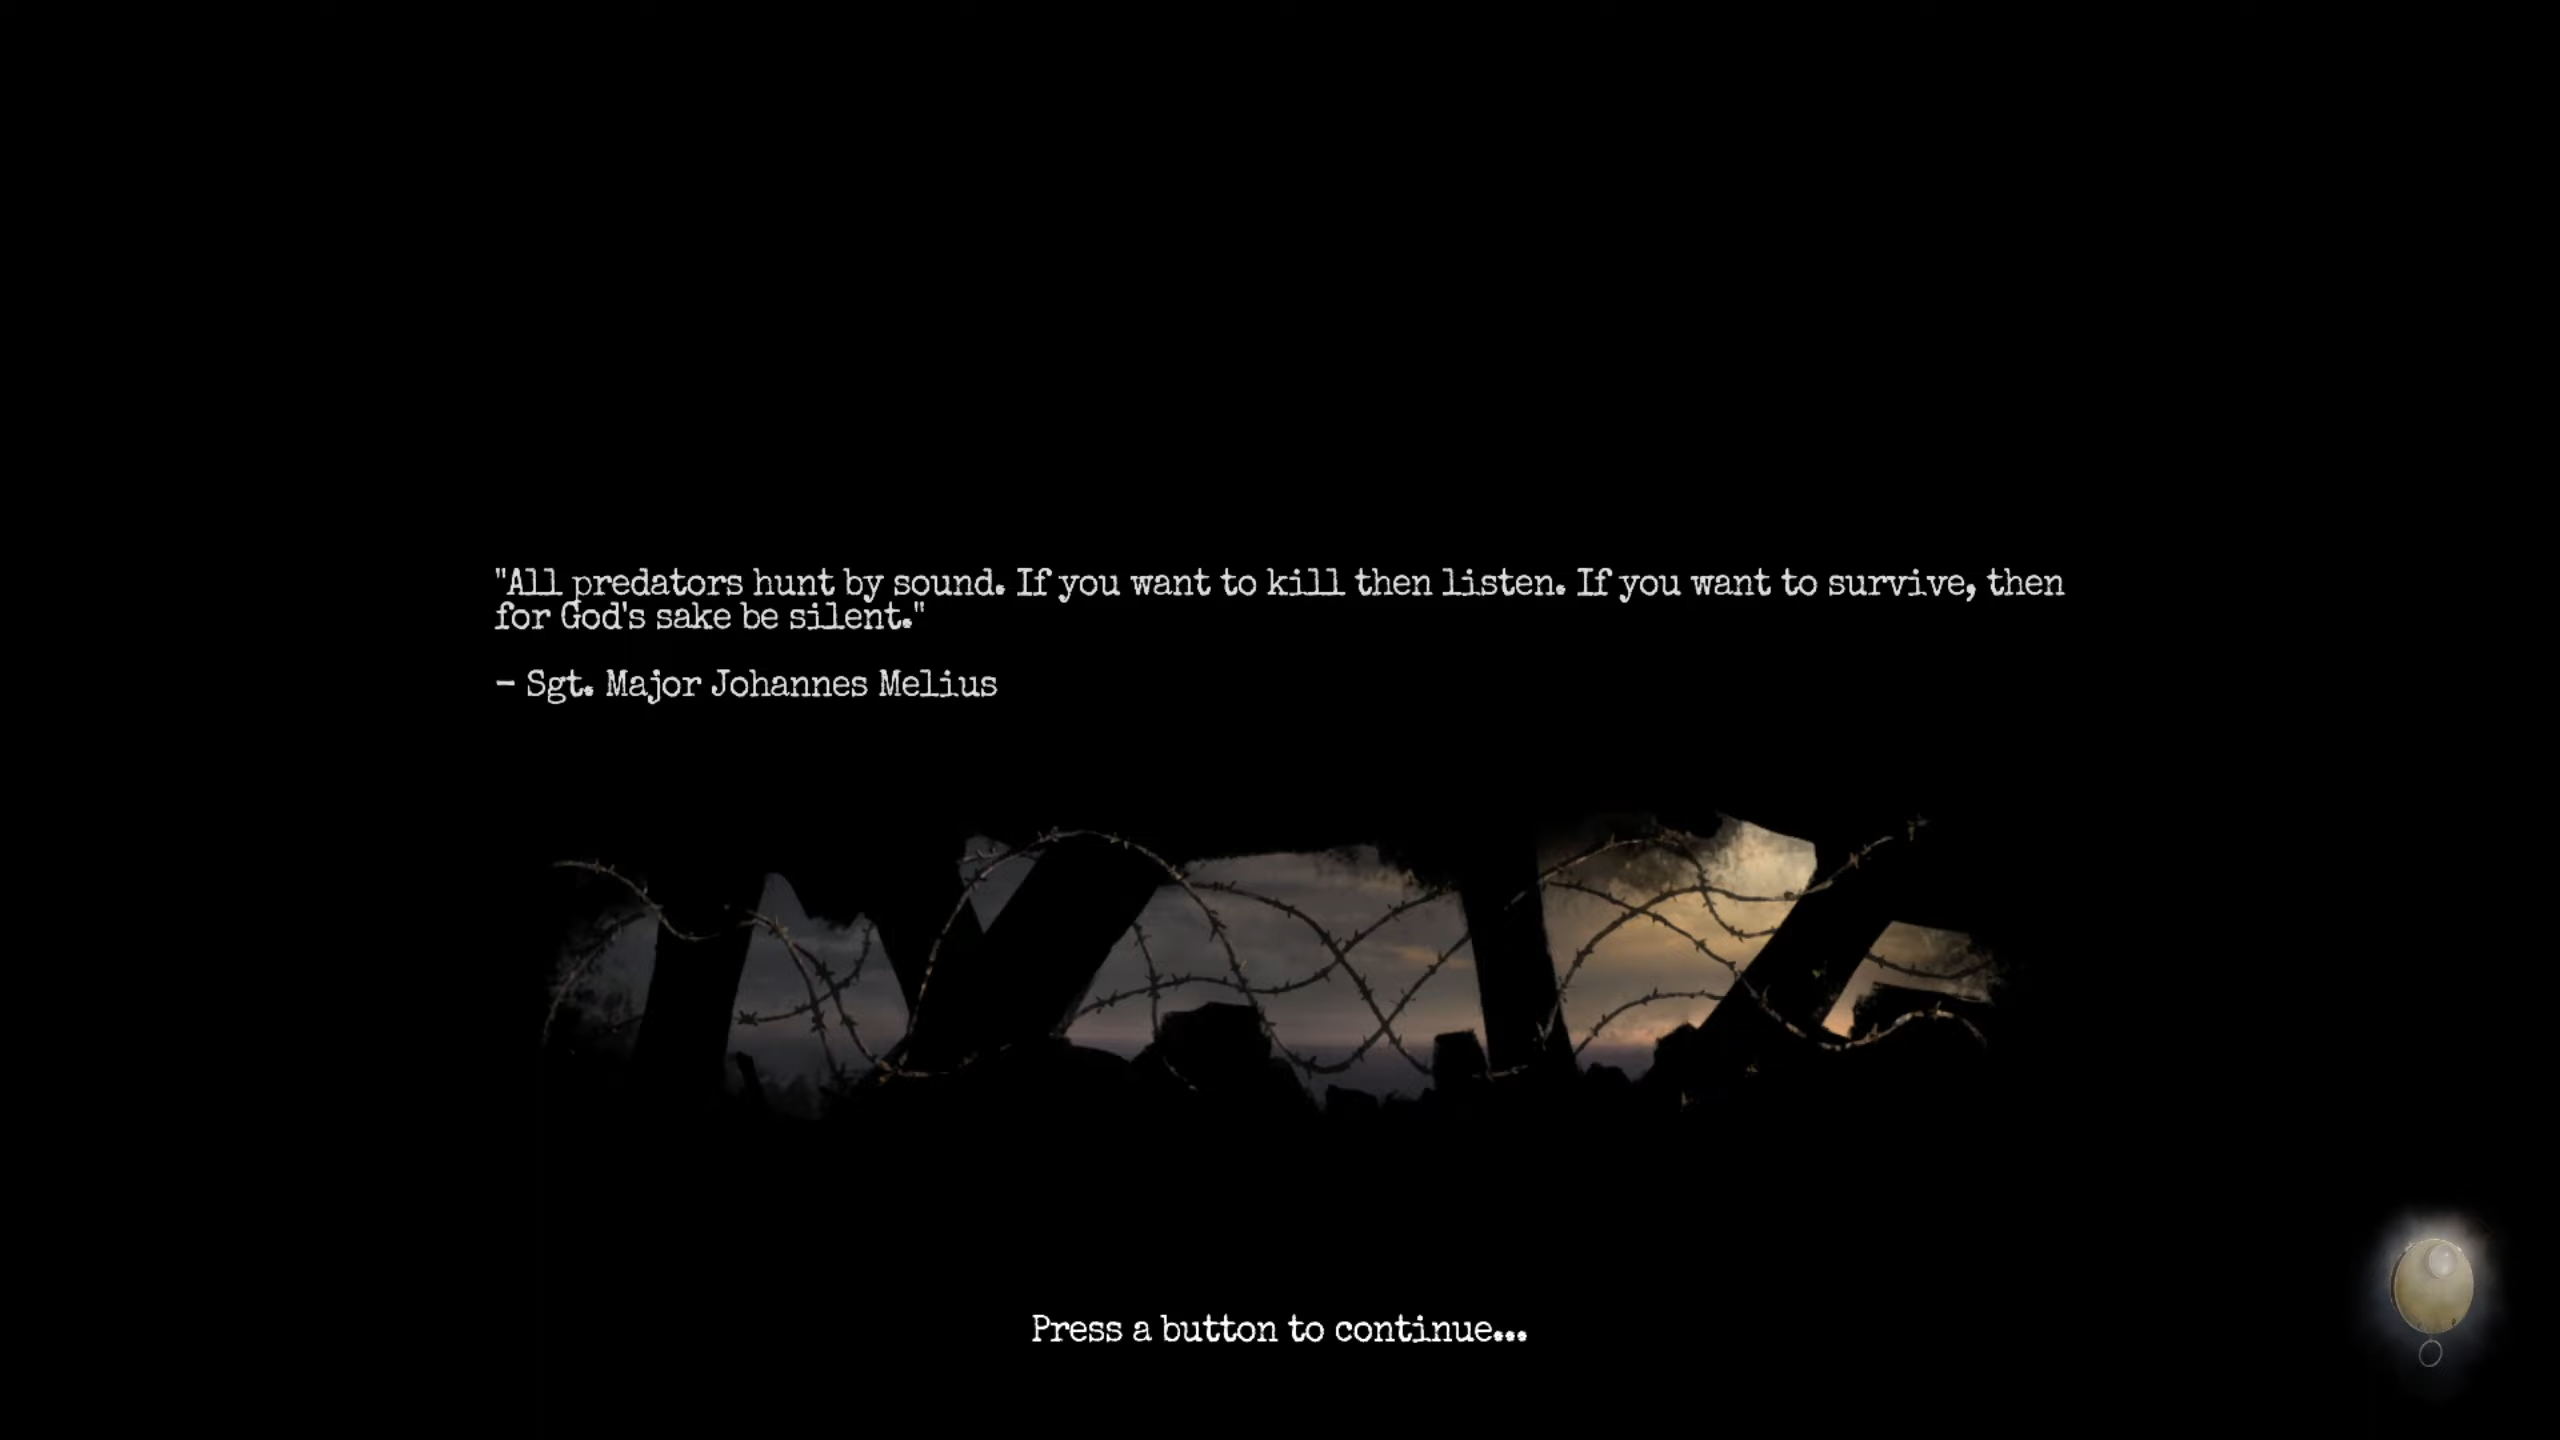 "All predators hunt by sound. If you want to kill then listen. If you want to survive, then
for God's sake be silent."
- Sgt. Major Johannes Melius
Press a button to continue...